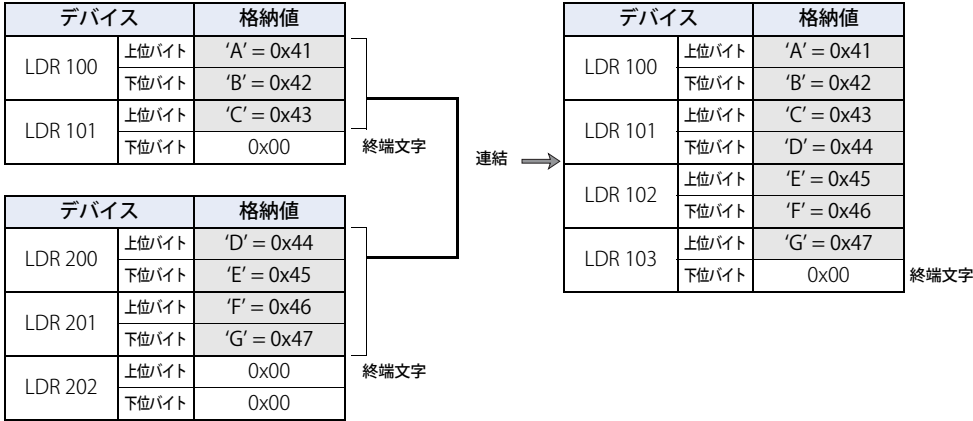 デバイス 格納値
LDR 100 上位バイト ‘A’ = 0x41
下位バイト ‘B’ = 0x42
LDR 101 上位バイト ‘C’ = 0x43
下位バイト 0x00 終端文字
デバイス 格納値
LDR 200 上位バイト ‘D’ = 0x44
下位バイト ‘E’ = 0x45
LDR 201 上位バイト ‘F’ = 0x46
下位バイト ‘G’ = 0x47
LDR 202 上位バイト 0x00 終端文字
下位バイト 0x00
連結
デバイス 格納値
LDR 100 上位バイト ‘A’ = 0x41
下位バイト ‘B’ = 0x42
LDR 101 上位バイト ‘C’ = 0x43
下位バイト ‘D’ = 0x44
LDR 102 上位バイト ‘E’ = 0x45
下位バイト ‘F’ = 0x46
LDR 103 上位バイト ‘G’ = 0x47
下位バイト 0x00 終端文字